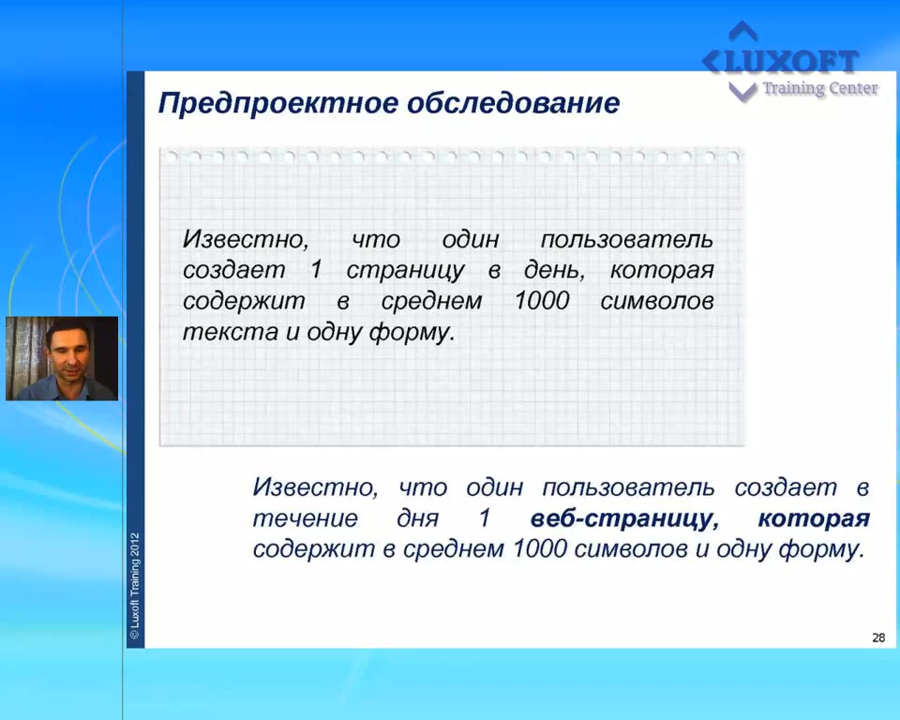 LUXOFT
Training Center
Предпроектное обследование
Известно, что один пользователь
создает 1 страницу в день, которая
содержит в среднем 1000 символов
текста и одну форму.
Известно, что один пользователь создает в
течение дня 1 веб-страницу, которая
содержит в среднем 1000 символов и одну форму.
© Luxoft Training 2012
28